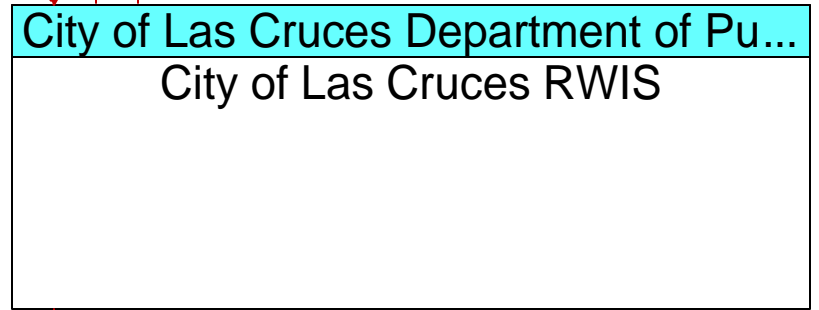 City of Las Cruces Department of Pu...
City of Las Cruces RWIS